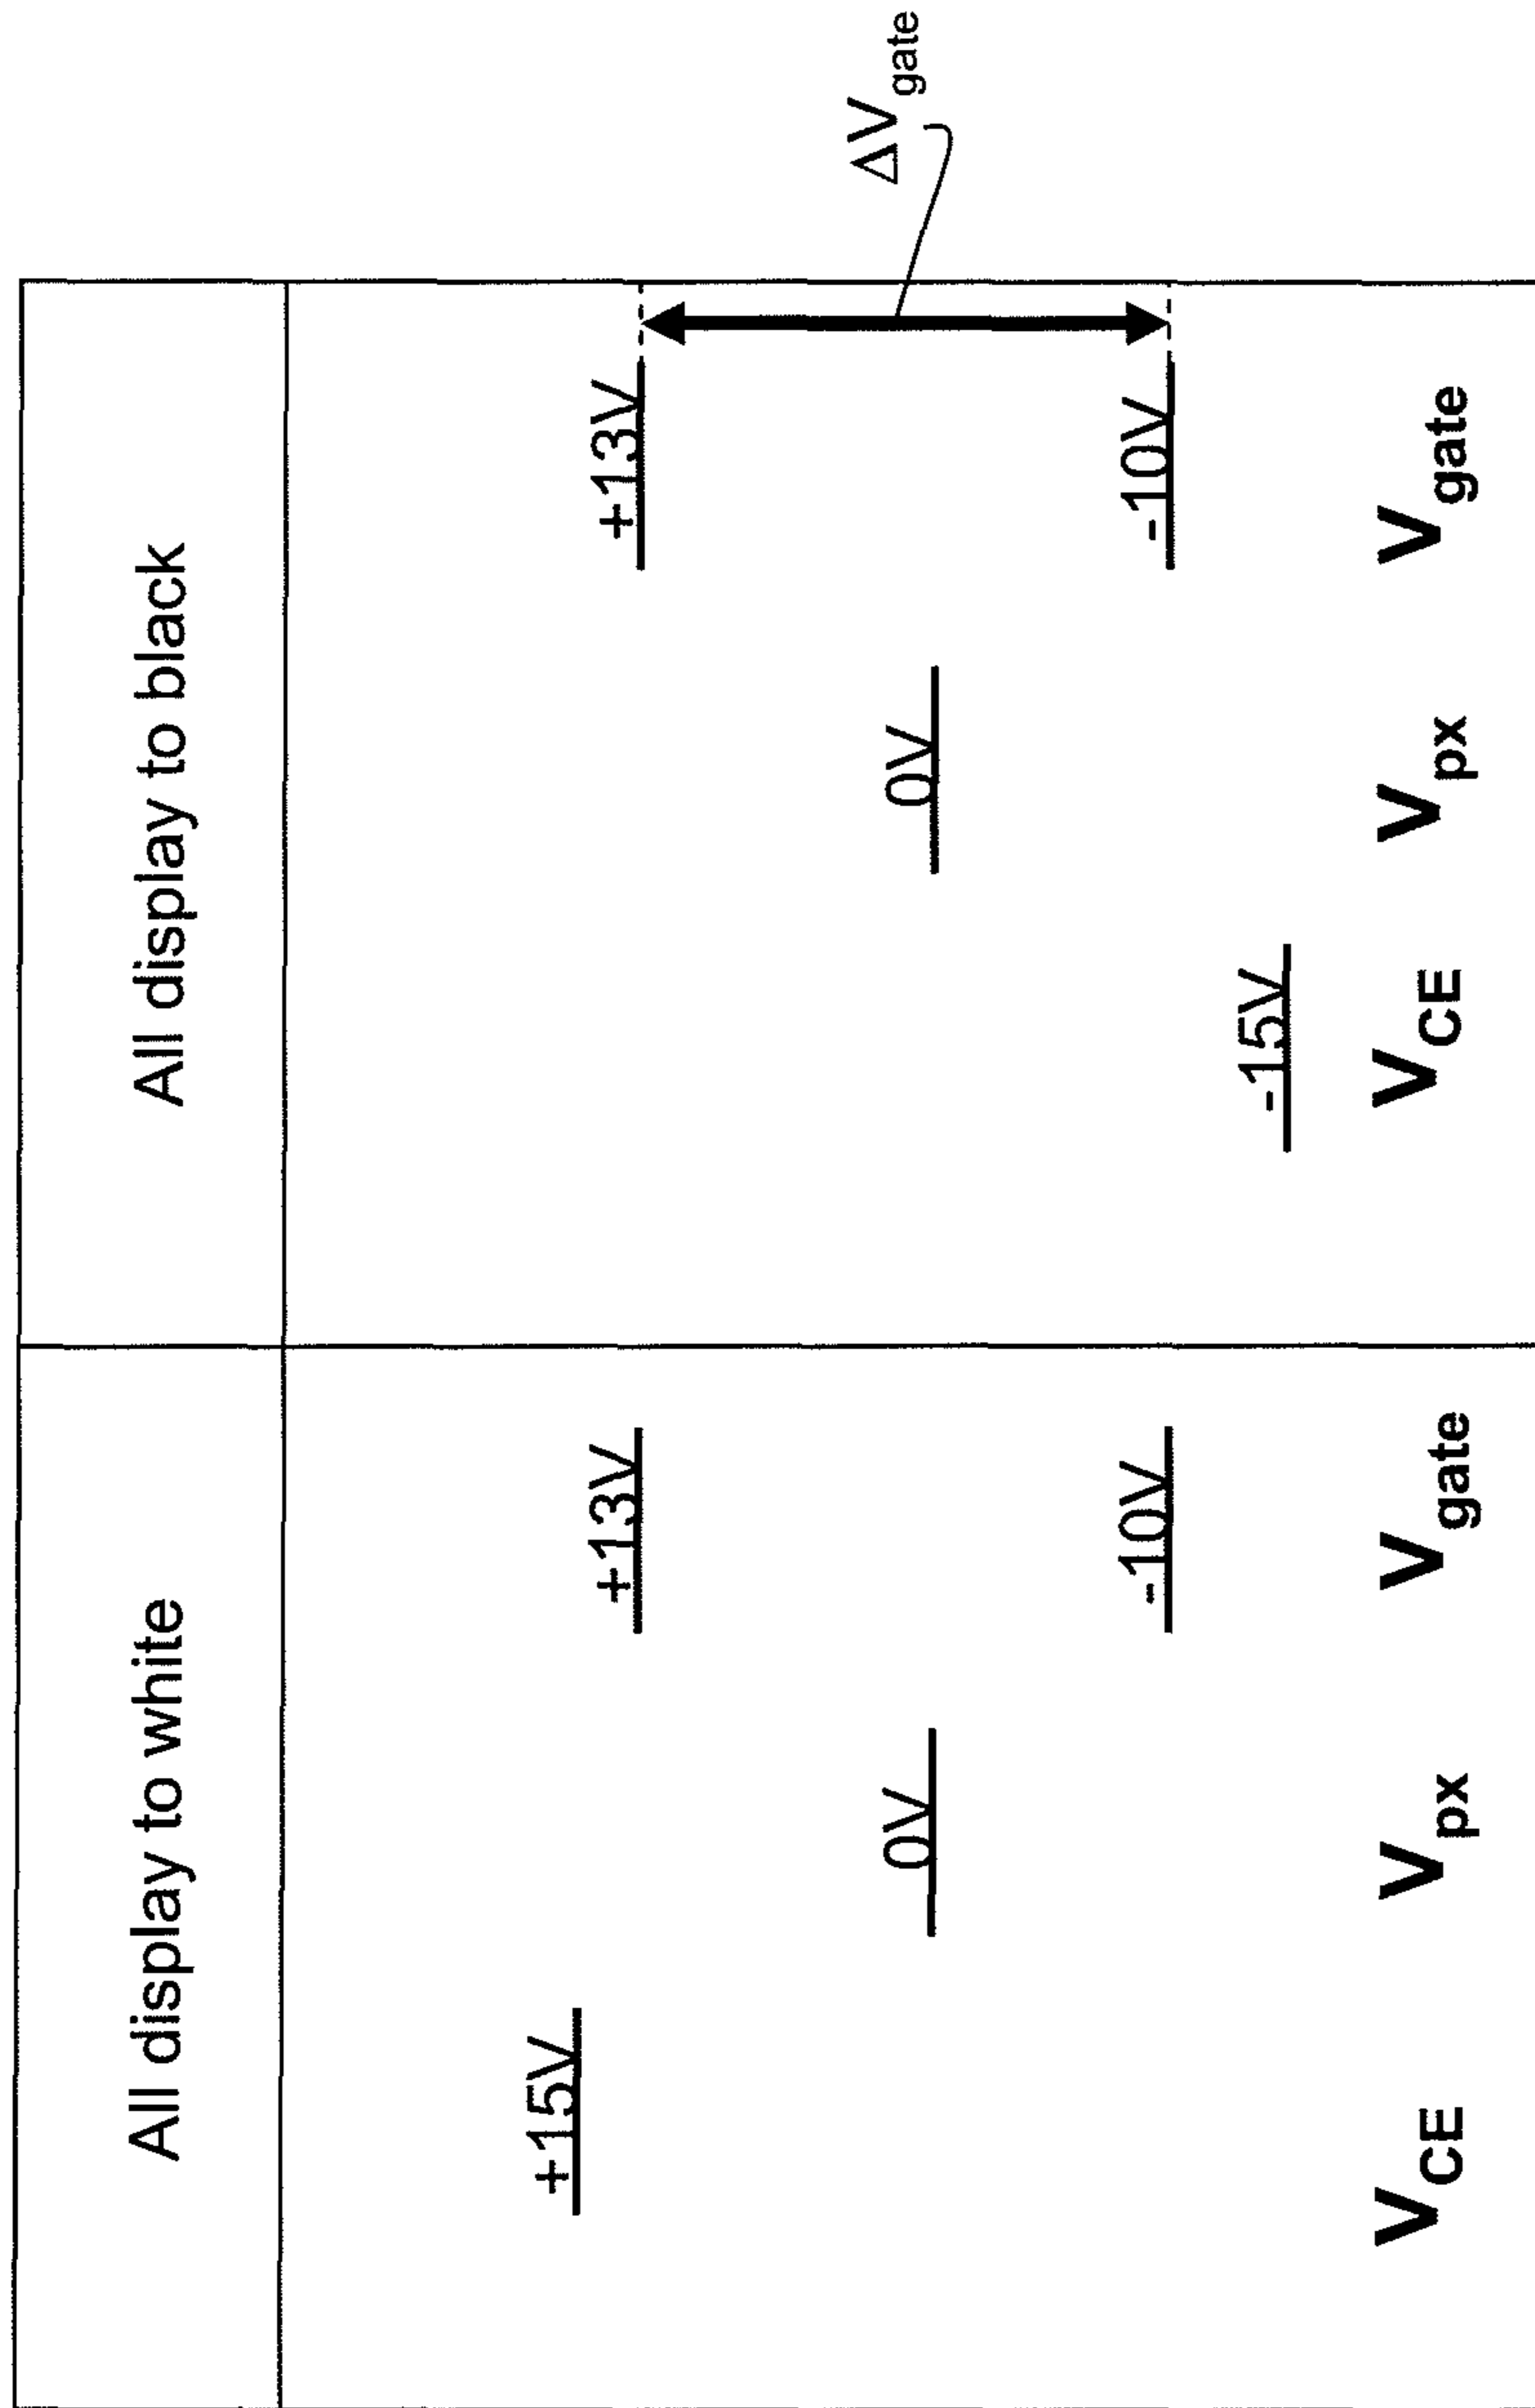 All display to white
All display to black
+15V
+13V
+13V
0V
0V
ΔVgate
-10V
-10V
-15V
VCE
Vpx
Vgate
VCE
Vpx
Vgate